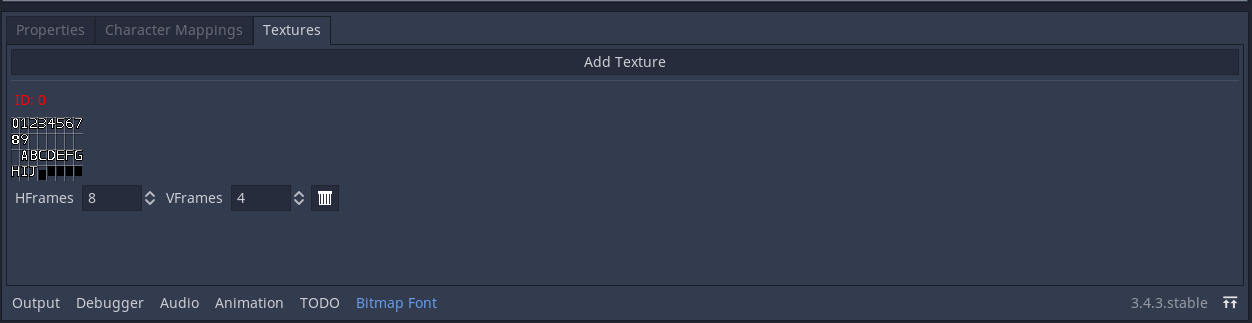 Properties Character Mappings Textures
Add Texture
ID: 0
01234567
89
ABCDEFG
HIJ
HFrames 8 VFrames 4
Output Debugger Audio Animation TODO Bitmap Font 3.4.3.stable